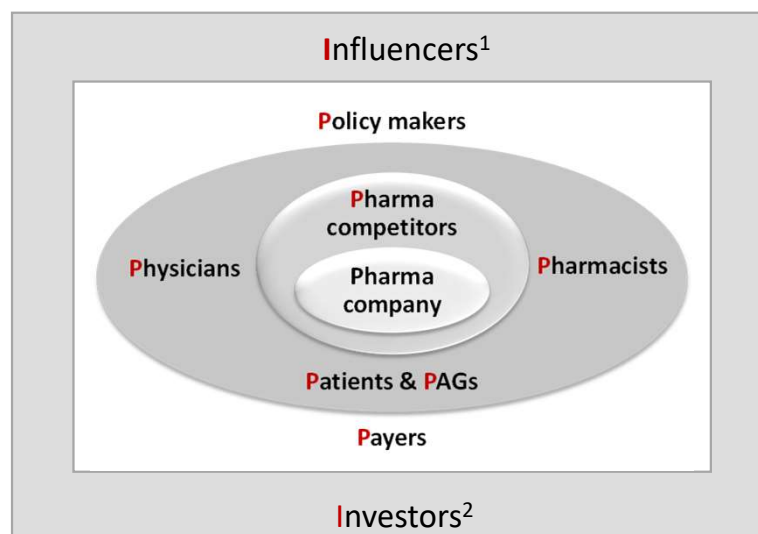 Influencers¹
Policy makers
Pharma
competitors
Physicians
Pharmacists
Pharma
company
Patients & PAGs
Payers
Investors²